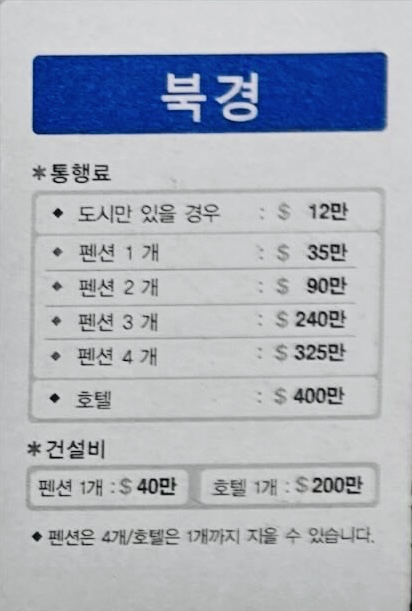 북경
*통행료
◆ 도시만 있을 경우 : $ 12만
◆ 펜션 1 개 : $ 35만
◆ 펜션 2 개 : $ 90만
◆ 펜션 3 개 : $ 240만
◆ 펜션 4 개 : $ 325만
◆ 호텔 : $ 400만
*건설비
펜션 1개 : $ 40만 호텔 1개 : $ 200만
◆ 펜션은 4개/호텔은 1개까지 지을 수 있습니다.